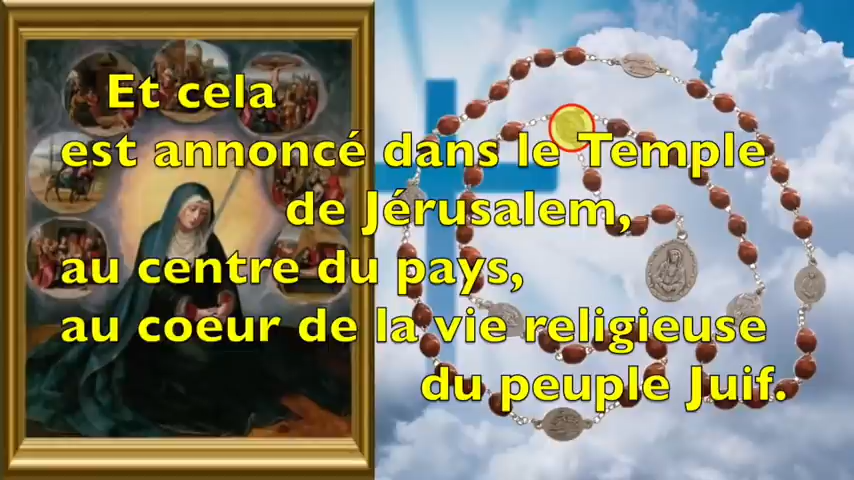 Et cela
est annoncé dans le Temple
de Jérusalem,
au centre du pays,
au coeur de la vie religieuse
du peuple Juif.